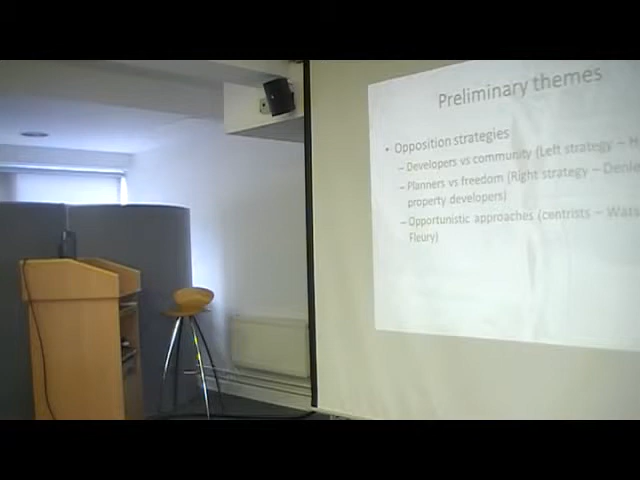 Preliminary themes
• Opposition strategies
– Developers vs community (Left strategy – H
– Planners vs freedom (Right strategy –
property developers)
– Opportunistic approaches (centrists – Wats
Fleury)